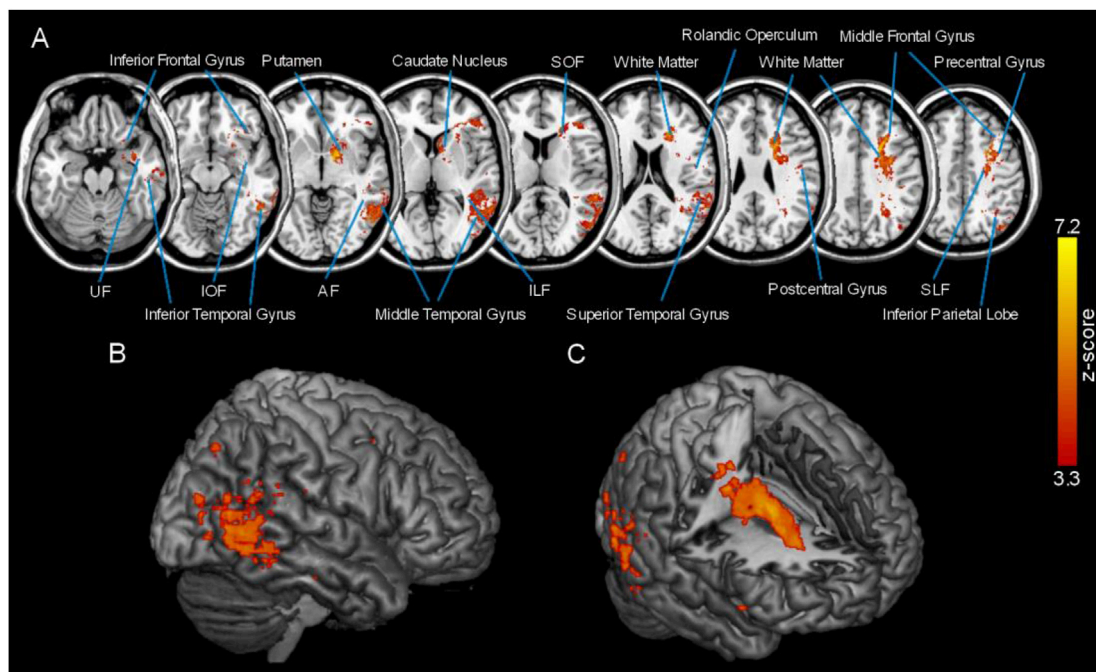 A
Inferior Frontal Gyrus
Putamen
Caudate Nucleus
SOF
White Matter
Rolandic Operculum
White Matter
Middle Frontal Gyrus
Precentral Gyrus
UF
IOF
Inferior Temporal Gyrus
AF
Middle Temporal Gyrus
ILF
Superior Temporal Gyrus
Postcentral Gyrus
SLF
Inferior Parietal Lobe
7.2
z-score
3.3
B
C